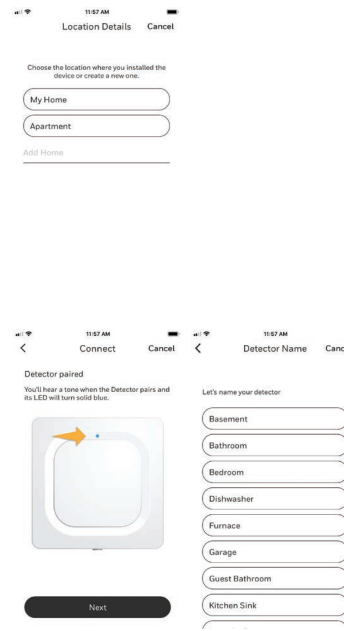 11:57 AM
Location Details Cancel
Choose the location where you installed the
device or create a new one.
My Home
Apartment
Add Home
11:57 AM
Connect Cancel
Detector paired
You'll hear a tone when the Detector pairs and
its LED will turn solid blue.
Next
11:57 AM
Detector Name Canc
Let's name your detector
Basement
Bathroom
Bedroom
Dishwasher
Furnace
Garage
Guest Bathroom
Kitchen Sink